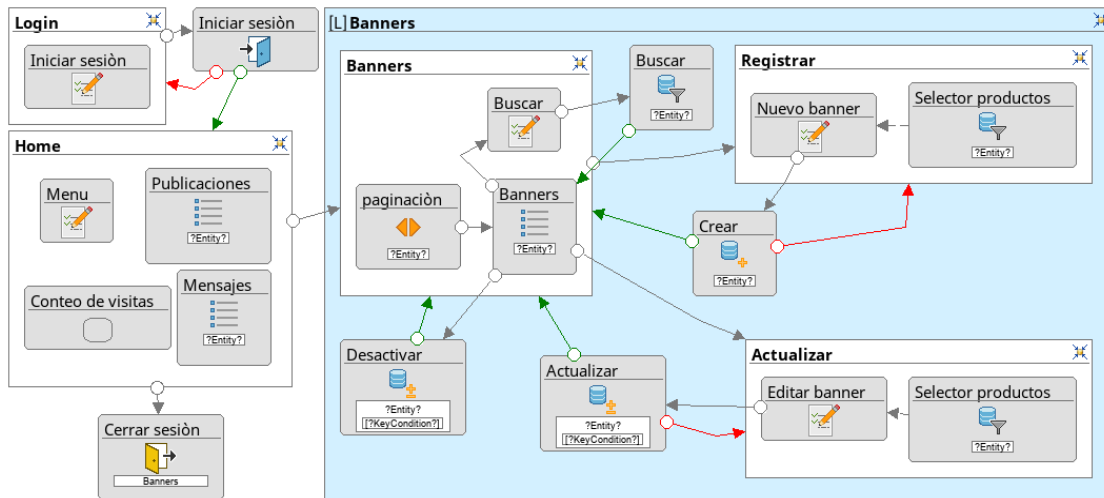 Login
Iniciar sesiòn
Iniciar sesiòn
Home
Menu
Publicaciones
?Entity?
Conteo de visitas
Mensajes
?Entity?
Cerrar sesiòn
Banners
[L] Banners
Banners
Buscar
paginaciòn
?Entity?
Banners
?Entity?
Buscar
?Entity?
Registrar
Nuevo banner
Selector productos
?Entity?
Crear
?Entity?
Desactivar
?Entity?
[?KeyCondition?]
Actualizar
?Entity?
[?KeyCondition?]
Actualizar
Editar banner
Selector productos
?Entity?